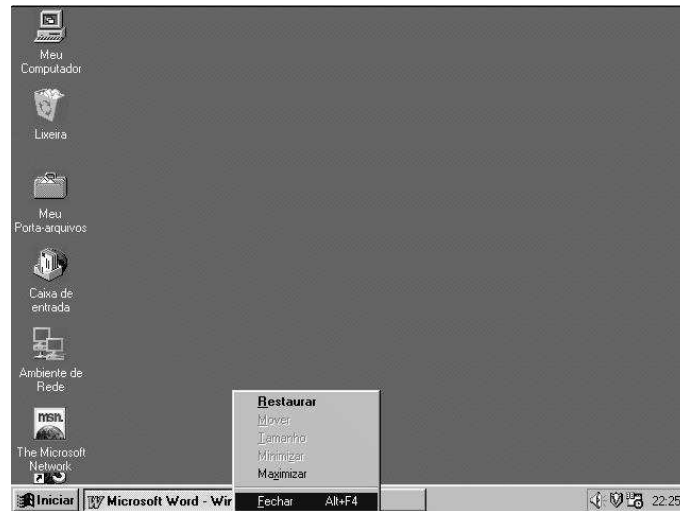 Meu
Computador
Lixeira
Meu
Porta-arquivos
Caixa de
entrada
Ambiente de
Rede
msn.
The Microsoft
Network
Restaurar
Mover
Tamanho
Minimizar
Maximizar
Fechar Alt+F4
Iniciar
W Microsoft Word - Wir
22:25